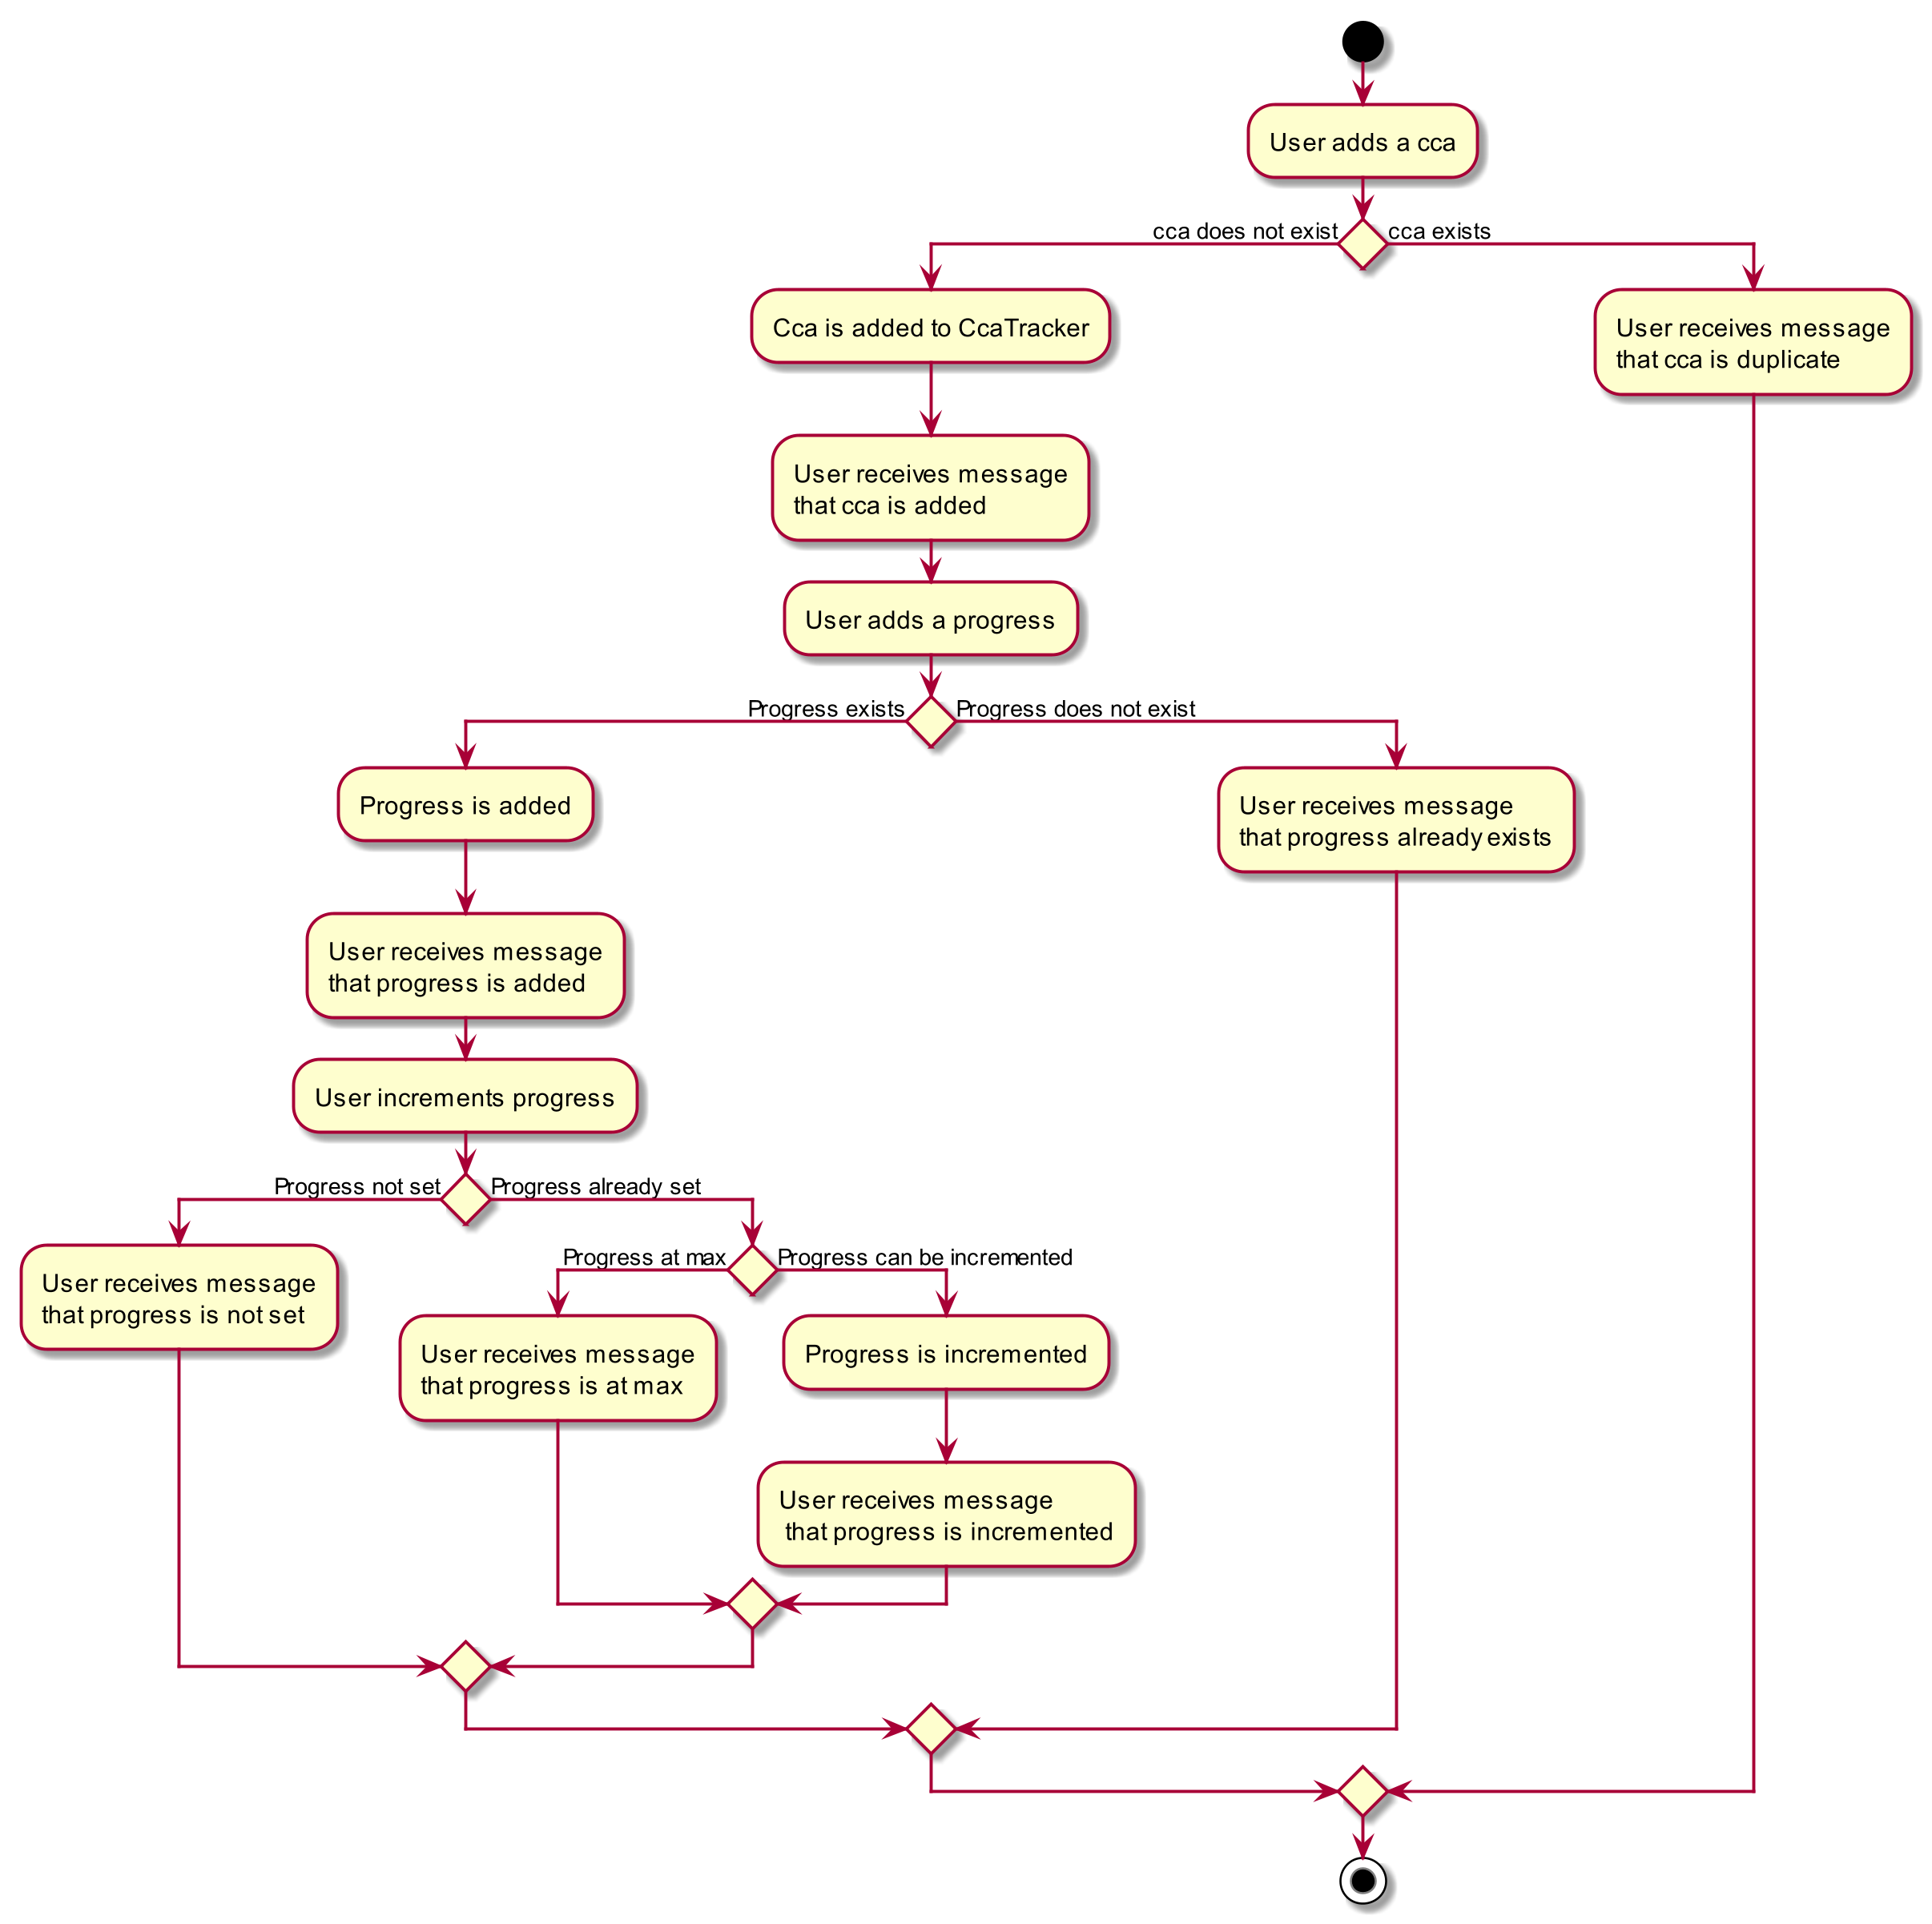 User adds a cca
cca does not exist
cca exists
Cca is added to CcaTracker
User receives message
that cca is duplicate
User receives message
that cca is added
User adds a progress
Progress exists
Progress does not exist
Progress is added
User receives message
that progress already exists
User receives message
that progress is added
User increments progress
Progress not set
Progress already set
Progress at max
Progress can be incremented
User receives message
that progress is not set
User receives message
that progress is at max
Progress is incremented
User receives message
that progress is incremented